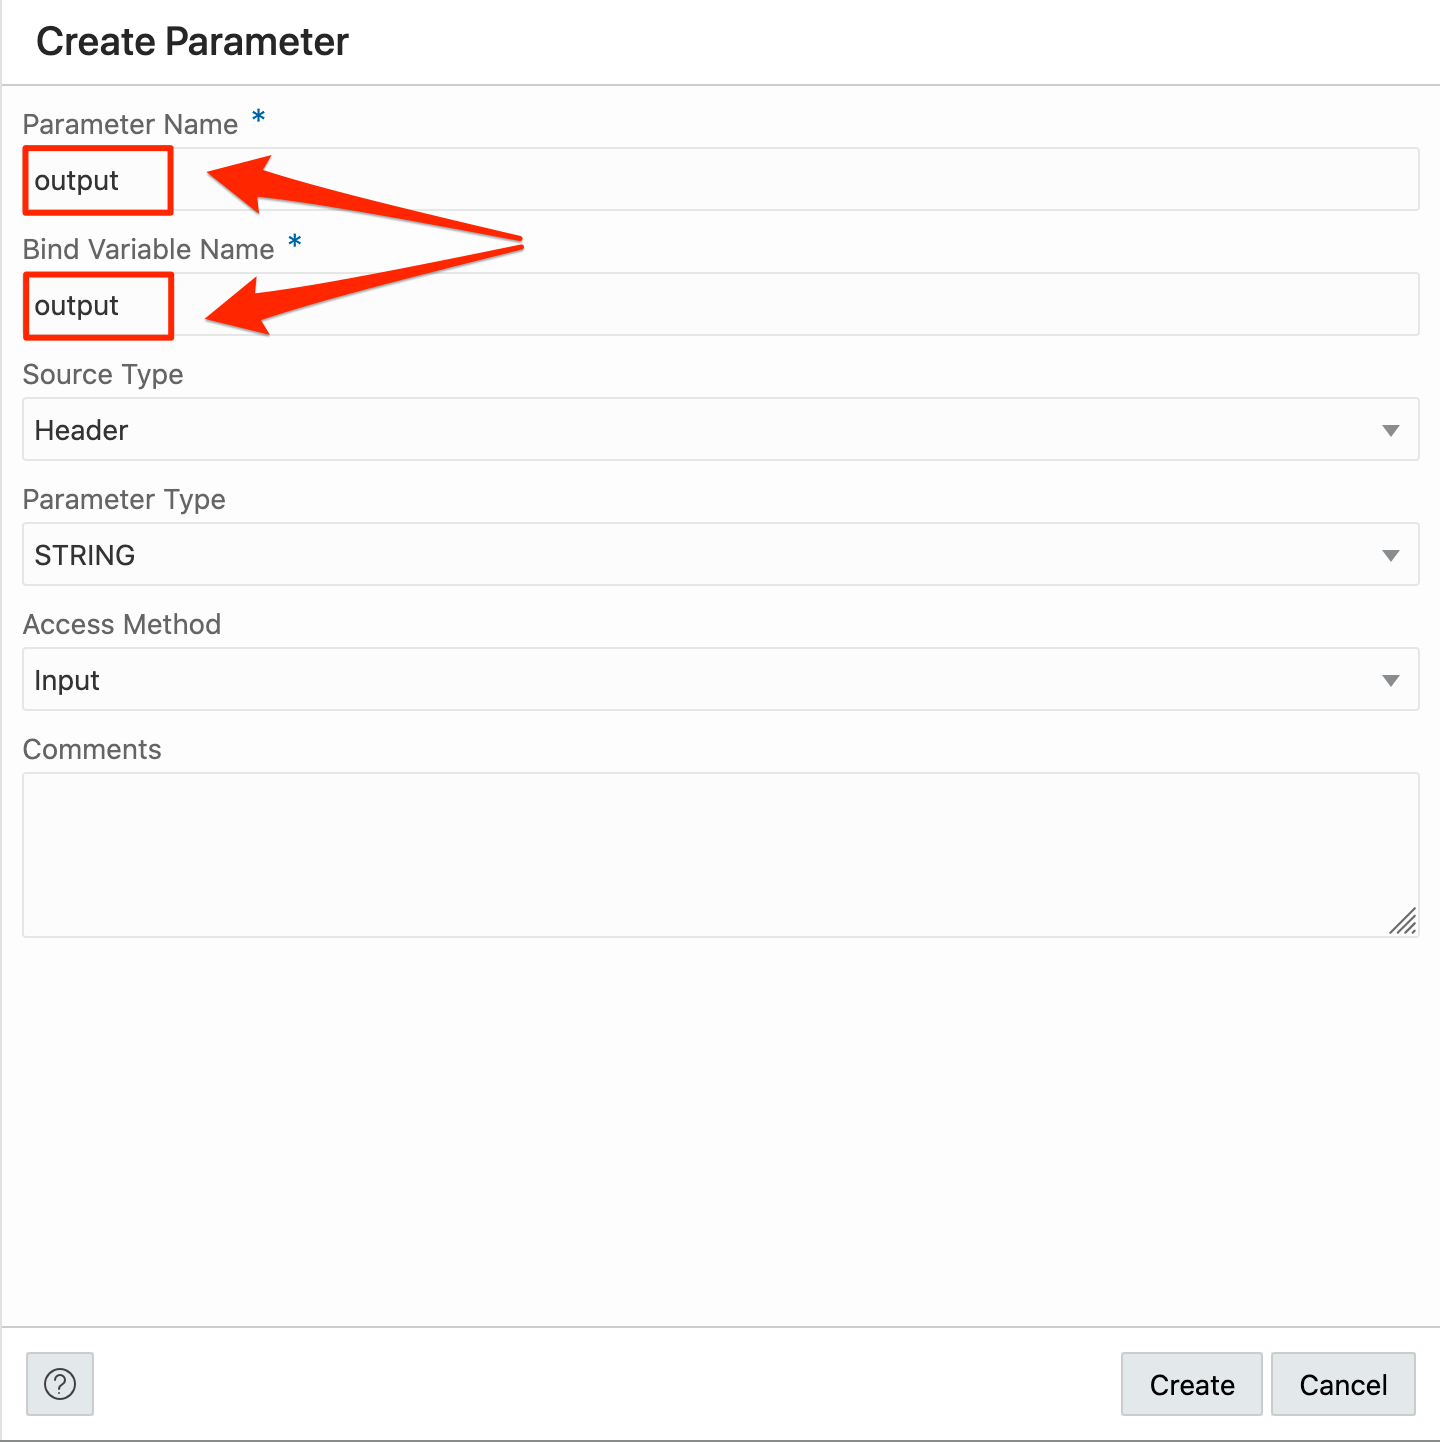 Create Parameter
Parameter Name *
output
Bind Variable Name *
output
Source Type
Header
Parameter Type
STRING
Access Method
Input
Comments
?
Create Cancel